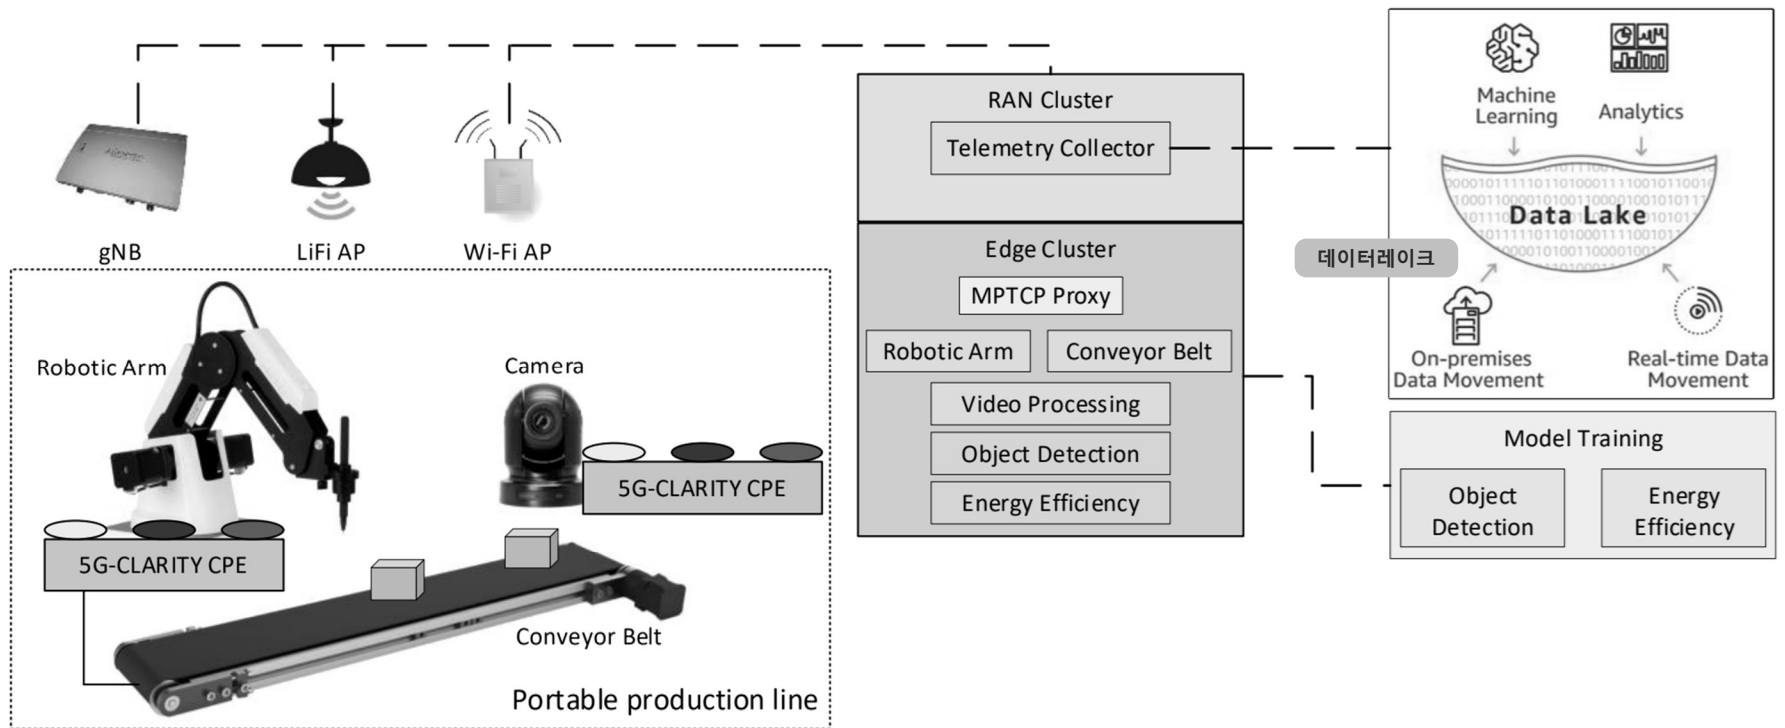 gNB
LiFi AP
Wi-Fi AP
Robotic Arm
Camera
5G-CLARITY CPE
5G-CLARITY CPE
Conveyor Belt
Portable production line
RAN Cluster
Telemetry Collector
Edge Cluster
MPTCP Proxy
Robotic Arm
Conveyor Belt
Video Processing
Object Detection
Energy Efficiency
Machine
Learning
Analytics
Data Lake
데이터레이크
On-premises
Data Movement
Real-time Data
Movement
Model Training
Object
Detection
Energy
Efficiency